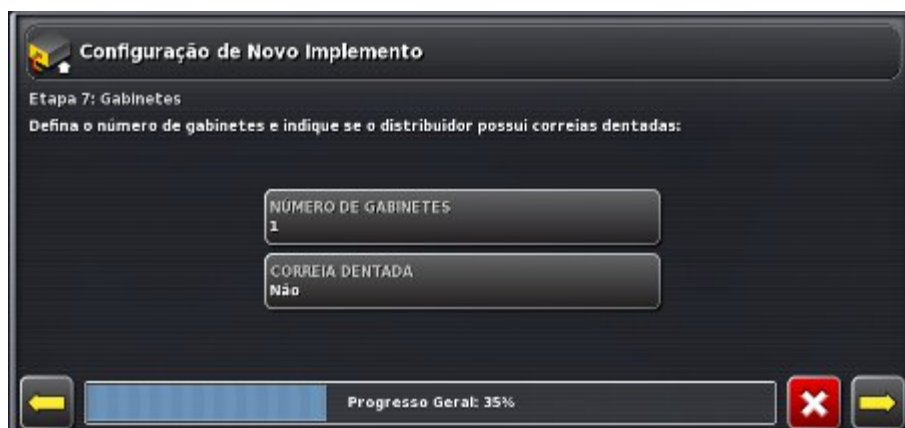 Configuração de Novo Implemento
Etapa 7: Gabinetes
Defina o número de gabinetes e indique se o distribuidor possui correias dentadas:
NÚMERO DE GABINETES
1
CORREIA DENTADA
Não
Progresso Geral: 35%